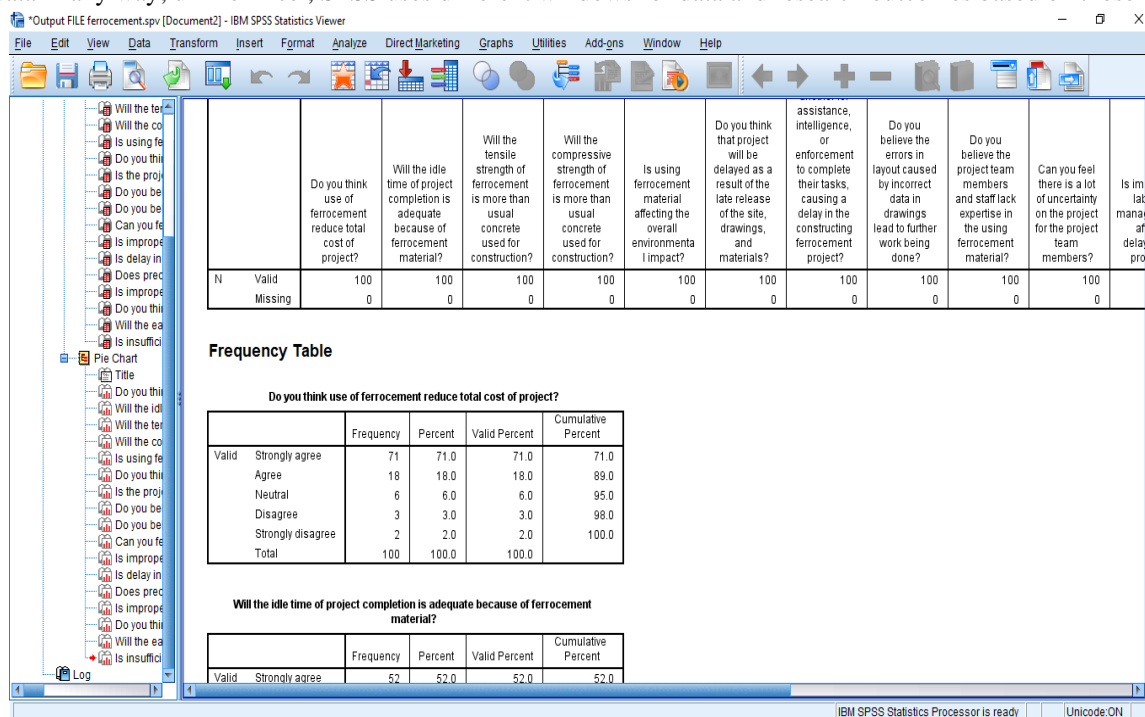 *Output FILE ferrocement.spv [Document2] - IBM SPSS Statistics Viewer
File Edit View Data Transform Insert Format Analyze Direct Marketing Graphs Utilities Add-ons Window Help
Will the ter
Will the co
Is using fe
Do you thin
Is the proj
Do you be
Do you be
Can you fe
Is imprope
Is delay in
Does prec
Is imprope
Do you thi
Will the ea
Is insuffici
Pie Chart
Title
Do you thi
Will the idl
Will the ter
Will the co
Is using fe
Do you thi
Is the proj
Do you be
Do you be
Can you fe
Is imprope
Is delay in
Does prec
Is imprope
Do you thi
Will the ea
Is insuffici
Log
Do you think
use of
ferrocement
reduce total
cost of
project?
Will the idle
time of project
completion is
adequate
because of
ferrocement
material?
Will the
tensile
strength of
ferrocement
is more than
usual
concrete
used for
construction?
Will the
compressive
strength of
ferrocement
is more than
usual
concrete
used for
construction?
Is using
ferrocement
material
affecting the
overall
environmenta
l impact?
Do you think
that project
will be
delayed as a
result of the
late release
of the site,
drawings,
and
materials?
assistance,
intelligence,
or
enforcement
to complete
their tasks,
causing a
delay in the
constructing
ferrocement
project?
Do you
believe the
errors in
layout caused
by incorrect
data in
drawings
lead to further
work being
done?
Do you
believe the
project team
members
and staff lack
expertise in
the using
ferrocement
material?
Can you feel
there is a lot
of uncertainty
on the project
for the project
team
members?
Is im
lab
mana
af
delay
pro
N Valid 100 100 100 100 100 100 100 100 100 100
Missing 0 0 0 0 0 0 0 0 0 0
Frequency Table
Do you think use of ferrocement reduce total cost of project?
Frequency Percent Valid Percent Cumulative Percent
Valid Strongly agree 71 71.0 71.0 71.0
Agree 18 18.0 18.0 89.0
Neutral 6 6.0 6.0 95.0
Disagree 3 3.0 3.0 98.0
Strongly disagree 2 2.0 2.0 100.0
Total 100 100.0 100.0
Will the idle time of project completion is adequate because of ferrocement
material?
Frequency Percent Valid Percent Cumulative Percent
Valid Strongly agree 52 52.0 52.0 52.0
IBM SPSS Statistics Processor is ready Unicode:ON